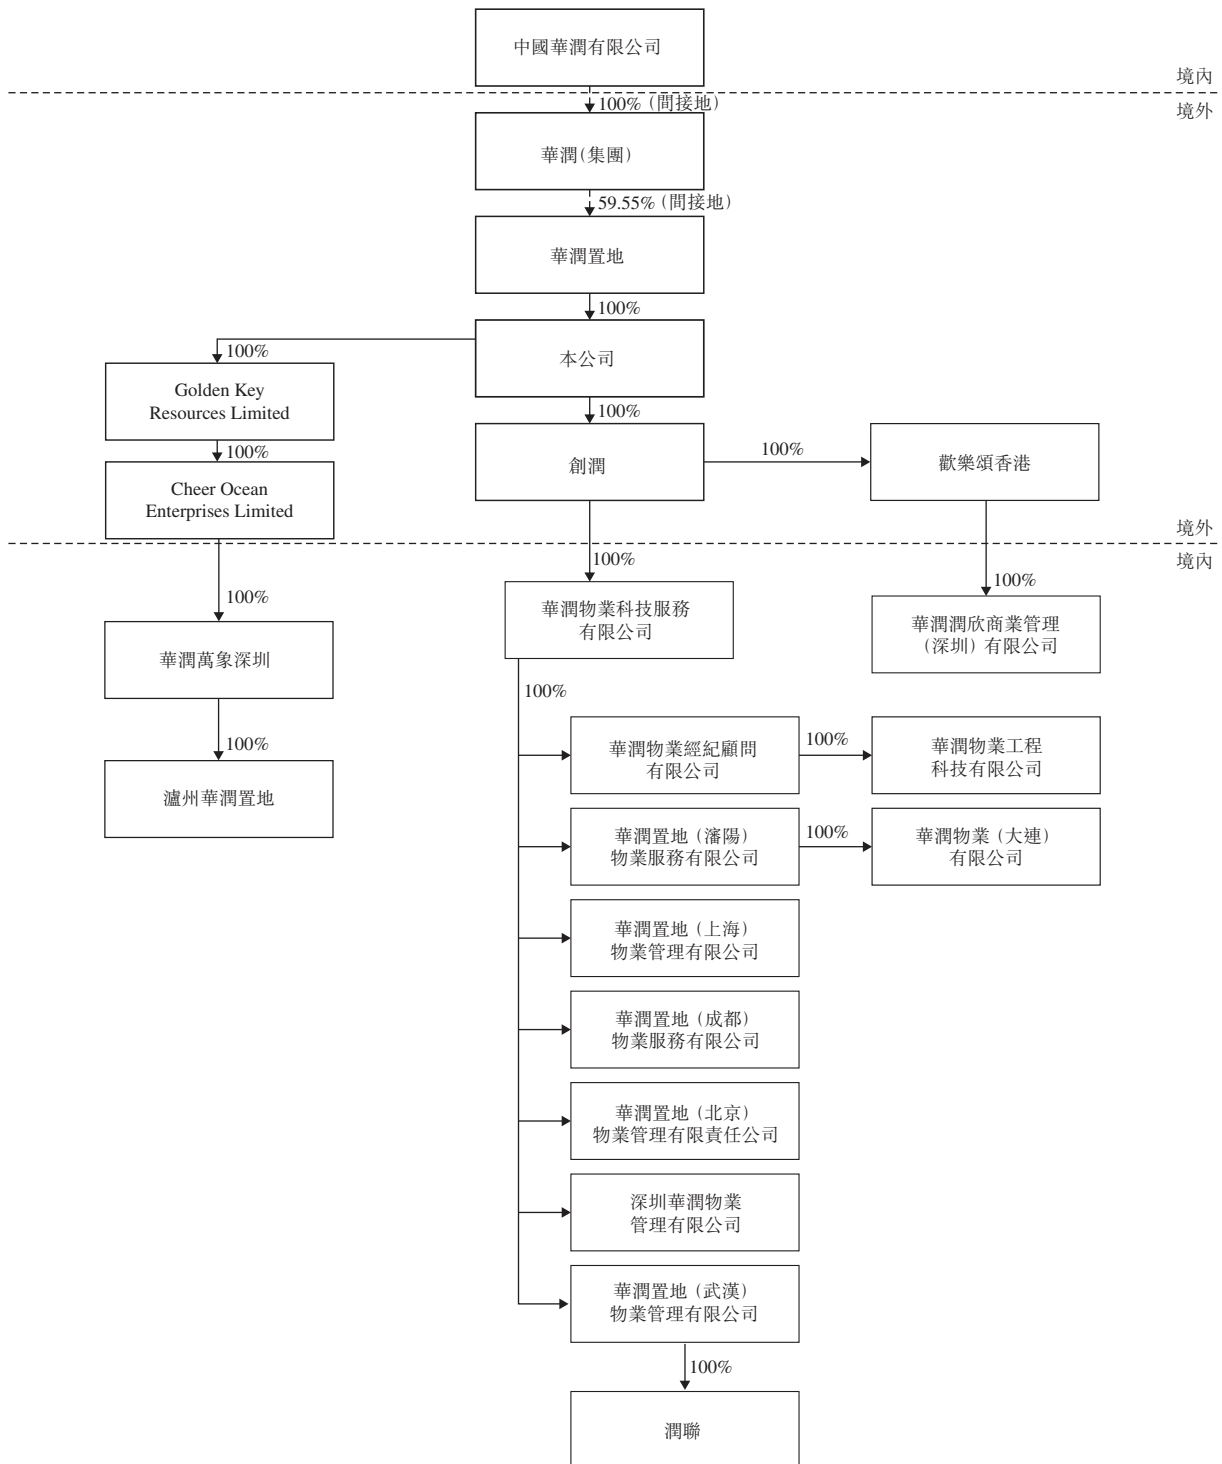 中國華潤有限公司
境內
100% (間接地)
境外
華潤(集團)
59.55% (間接地)
華潤置地
100%
本公司
100%
Golden Key
Resources Limited
100%
創潤
100%
歡樂頌香港
100%
Cheer Ocean
Enterprises Limited
境外
境內
100%
100%
100%
華潤物業科技服務
有限公司
華潤潤欣商業管理
(深圳) 有限公司
華潤萬象深圳
100%
100%
瀘州華潤置地
華潤物業經紀顧問
有限公司
100%
華潤物業工程
科技有限公司
華潤置地 (瀋陽)
物業服務有限公司
100%
華潤物業 (大連)
有限公司
華潤置地 (上海)
物業管理有限公司
華潤置地 (成都)
物業服務有限公司
華潤置地 (北京)
物業管理有限責任公司
深圳華潤物業
管理有限公司
華潤置地 (武漢)
物業管理有限公司
100%
潤聯